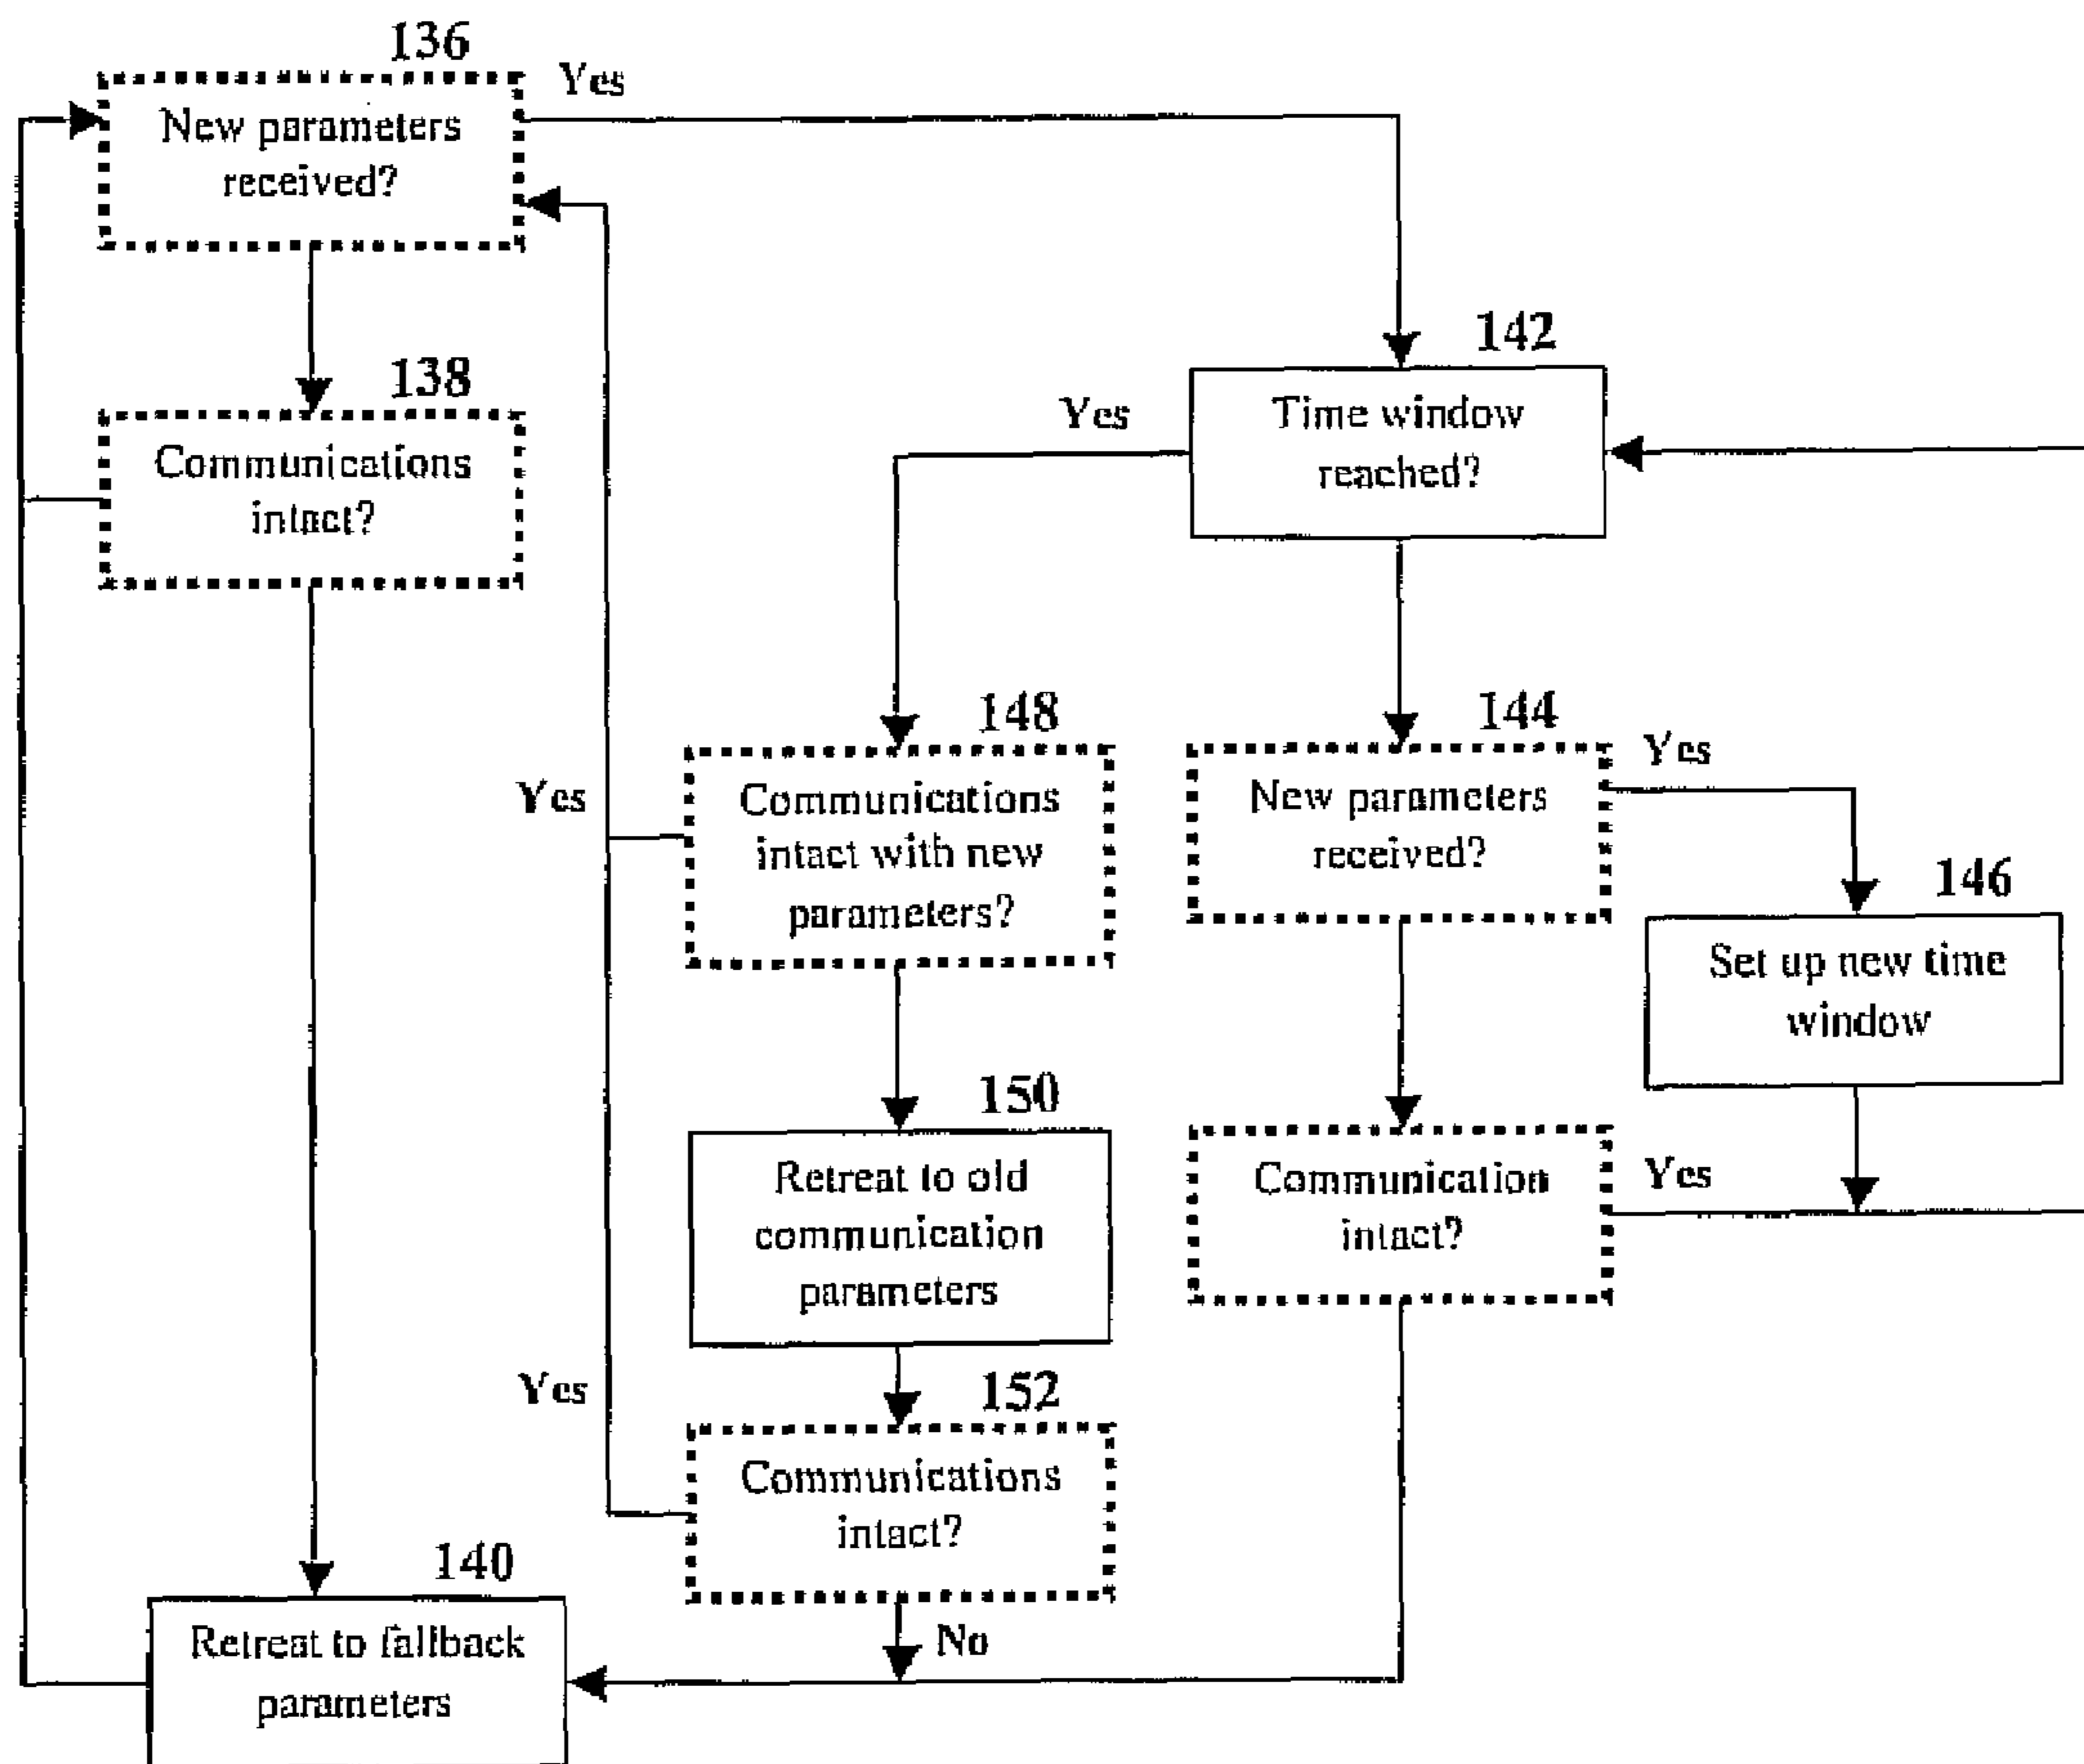 136
Yes
New parameters
received?
142
138
Yes
Time window
reached?
Communications
intact?
148
144
Yes
Yes
Communications
intact with new
parameters?
New parameters
received?
146
Set up new time
window
150
Retreat to old
communication
parameters
Communication
intact?
Yes
Yes
152
Communications
intact?
140
No
Retreat to fallback
parameters